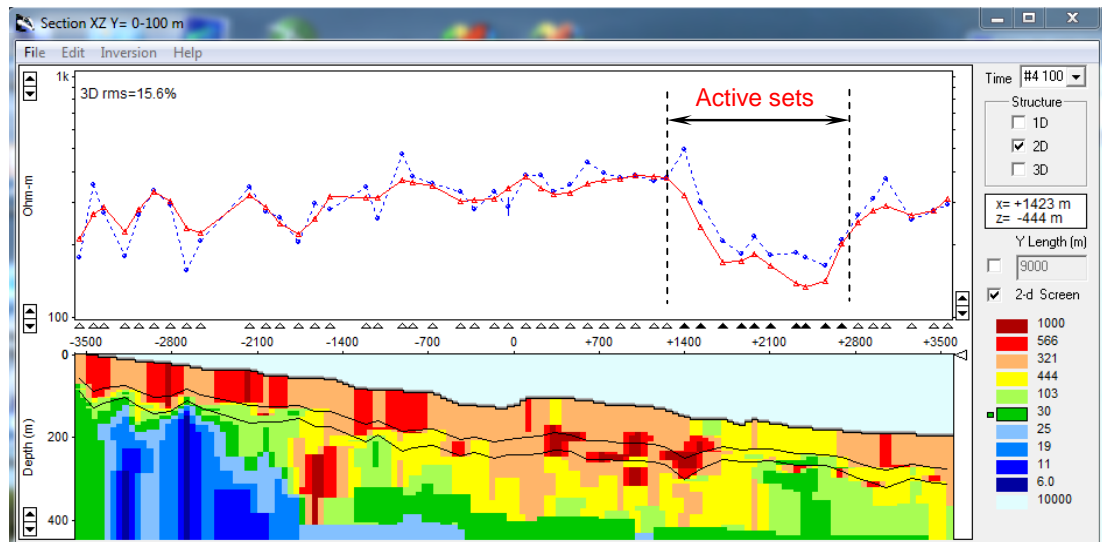 Section XZ Y= 0-100 m
File Edit Inversion Help
1k
3D rms=15.6%
Active sets
Ohm-m
100
-3500 -2800 -2100 -1400 -700 0 +700 +1400 +2100 +2800 +3500
0
200
400
Depth (m)
Time #4 100
Structure
1D
2D
3D
x= +1423 m
z= -444 m
Y Length (m)
9000
2-d Screen
1000
566
321
444
103
30
25
19
11
6.0
10000